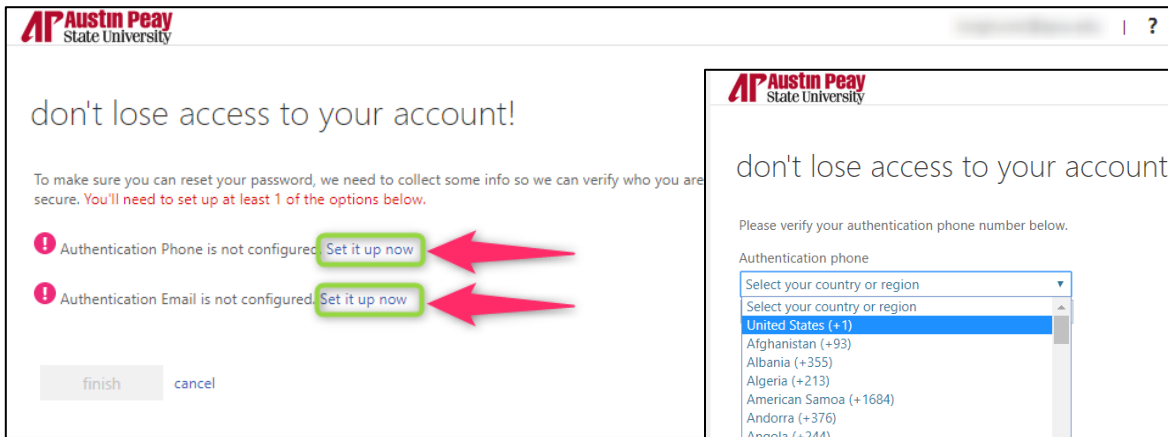 AP Austin Peay
State University
| ?
don't lose access to your account!
To make sure you can reset your password, we need to collect some info so we can verify who you are
secure. You'll need to set up at least 1 of the options below.
Authentication Phone is not configured. Set it up now
Authentication Email is not configured. Set it up now
finish cancel
AP Austin Peay
State University
don't lose access to your account
Please verify your authentication phone number below.
Authentication phone
Select your country or region
Select your country or region
United States (+1)
Afghanistan (+93)
Albania (+355)
Algeria (+213)
American Samoa (+1684)
Andorra (+376)
Angola (+244)